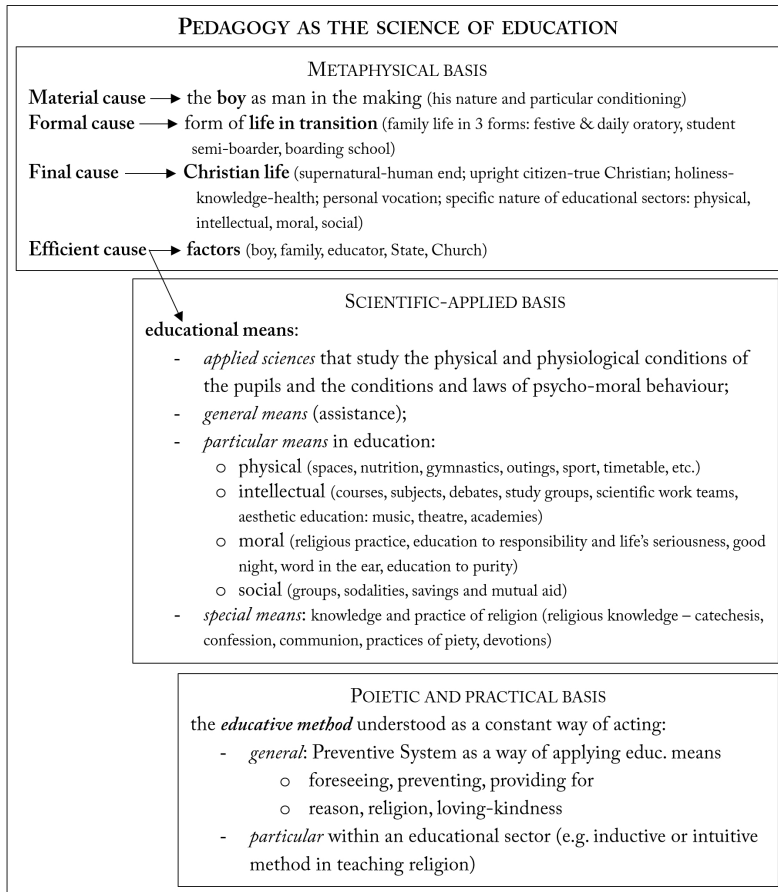 PEDAGOGY AS THE SCIENCE OF EDUCATION
METAPHYSICAL BASIS
Material cause → the boy as man in the making (his nature and particular conditioning)
Formal cause → form of life in transition (family life in 3 forms: festive & daily oratory, student
semi-boarder, boarding school)
Final cause → Christian life (supernatural-human end; upright citizen-true Christian; holiness-
knowledge-health; personal vocation; specific nature of educational sectors: physical,
intellectual, moral, social)
Efficient cause → factors (boy, family, educator, State, Church)
SCIENTIFIC-APPLIED BASIS
educational means:
- applied sciences that study the physical and physiological conditions of
the pupils and the conditions and laws of psycho-moral behaviour;
- general means (assistance);
- particular means in education:
o physical (spaces, nutrition, gymnastics, outings, sport, timetable, etc.)
o intellectual (courses, subjects, debates, study groups, scientific work teams,
aesthetic education: music, theatre, academies)
o moral (religious practice, education to responsibility and life's seriousness, good
night, word in the ear, education to purity)
o social (groups, sodalities, savings and mutual aid)
- special means: knowledge and practice of religion (religious knowledge – catechesis,
confession, communion, practices of piety, devotions)
POIETIC AND PRACTICAL BASIS
the educative method understood as a constant way of acting:
- general: Preventive System as a way of applying educ. means
o foreseeing, preventing, providing for
o reason, religion, loving-kindness
- particular within an educational sector (e.g. inductive or intuitive
method in teaching religion)